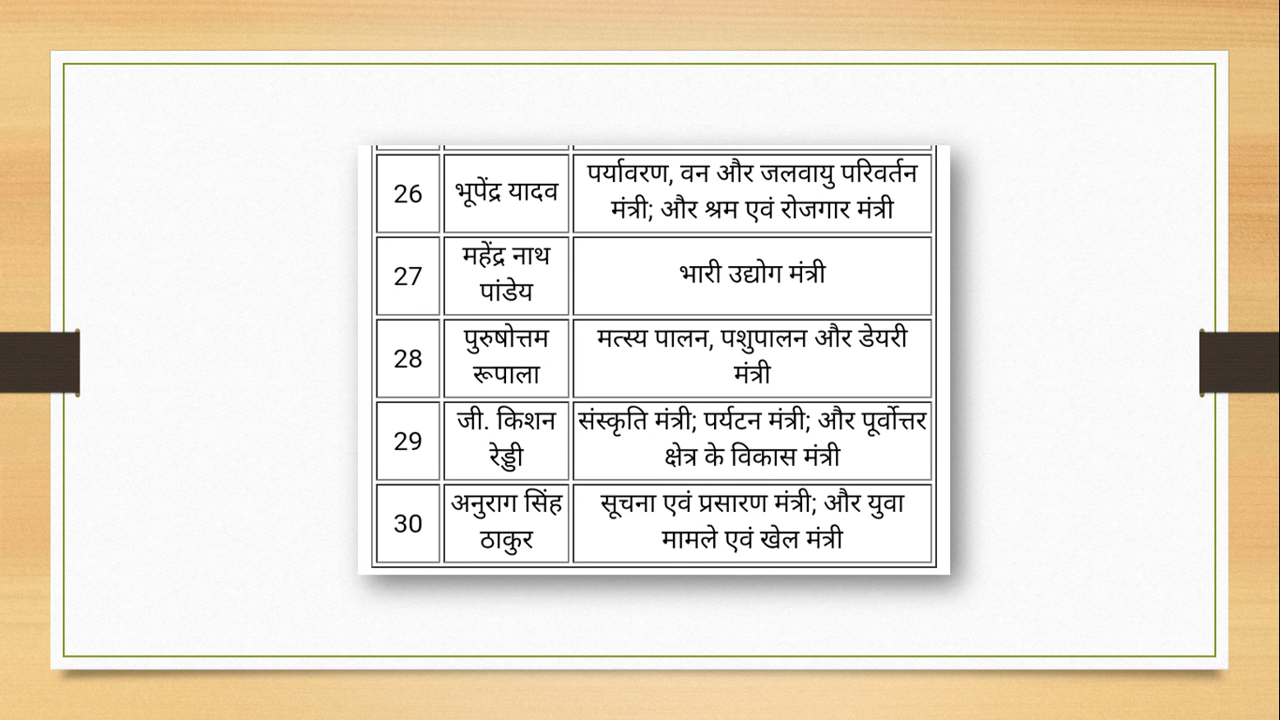 26 भूपेंद्र यादव पर्यावरण, वन और जलवायु परिवर्तन
मंत्री; और श्रम एवं रोजगार मंत्री
27 महेंद्र नाथ
पांडेय भारी उद्योग मंत्री
28 पुरुषोत्तम
रूपाला मत्स्य पालन, पशुपालन और डेयरी
मंत्री
29 जी. किशन
रेड्डी संस्कृति मंत्री; पर्यटन मंत्री; और पूर्वोत्तर
क्षेत्र के विकास मंत्री
30 अनुराग सिंह
ठाकुर सूचना एवं प्रसारण मंत्री; और युवा
मामले एवं खेल मंत्री